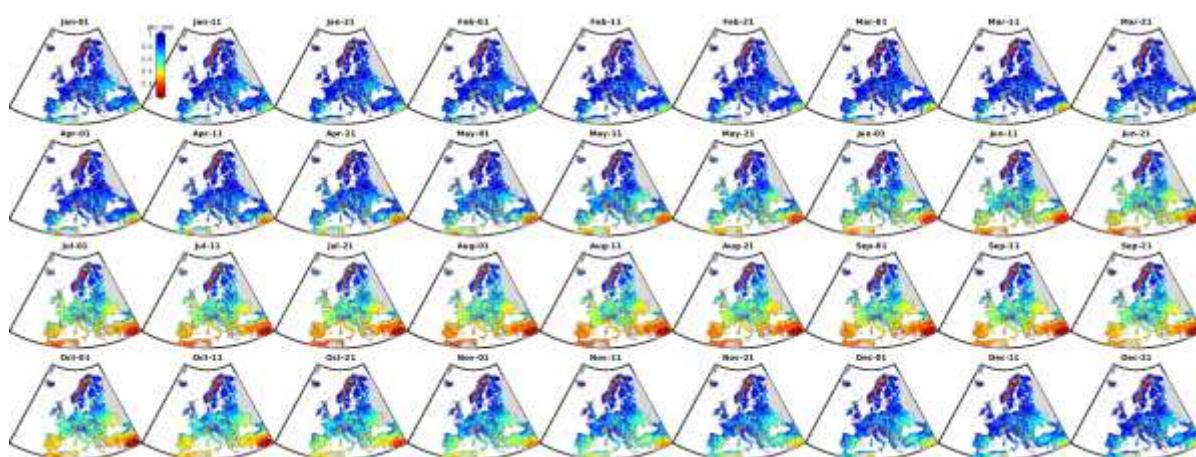 Jan-01 Jan-11 Jan-21 Feb-01 Feb-11 Feb-21 Mar-01 Mar-11 Mar-21
Apr-01 Apr-11 Apr-21 May-01 May-11 May-21 Jun-01 Jun-11 Jun-21
Jul-01 Jul-11 Jul-21 Aug-01 Aug-11 Aug-21 Sep-01 Sep-11 Sep-21
Oct-01 Oct-11 Oct-21 Nov-01 Nov-11 Nov-21 Dec-01 Dec-11 Dec-21